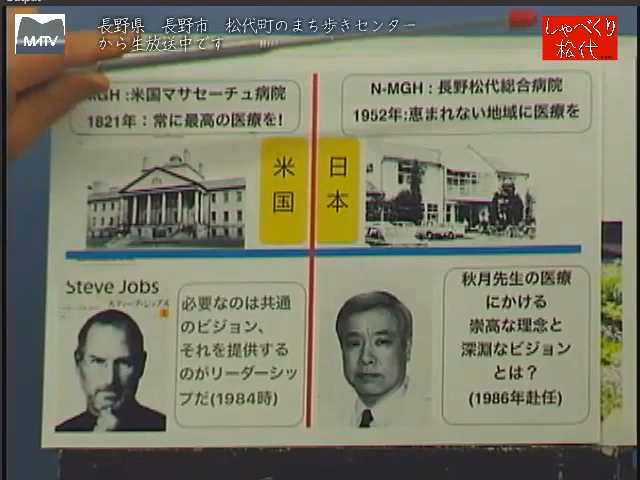 長野県 長野市 松代町のまち歩きセンター
から生放送中です
MATV
しゃべくり
松代
MGH:米国マサセーチュ病院
1821年：常に最高の医療を!
N-MGH：長野松代総合病院
1952年:恵まれない地域に医療を
米国
日本
Steve Jobs
スティーブ・ジョブズ
必要なのは共通
のビジョン、
それを提供する
のがリーダーシッ
プだ(1984時)
秋月先生の医療
にかける
崇高な理念と
深淵なビジョン
とは？
(1986年赴任)